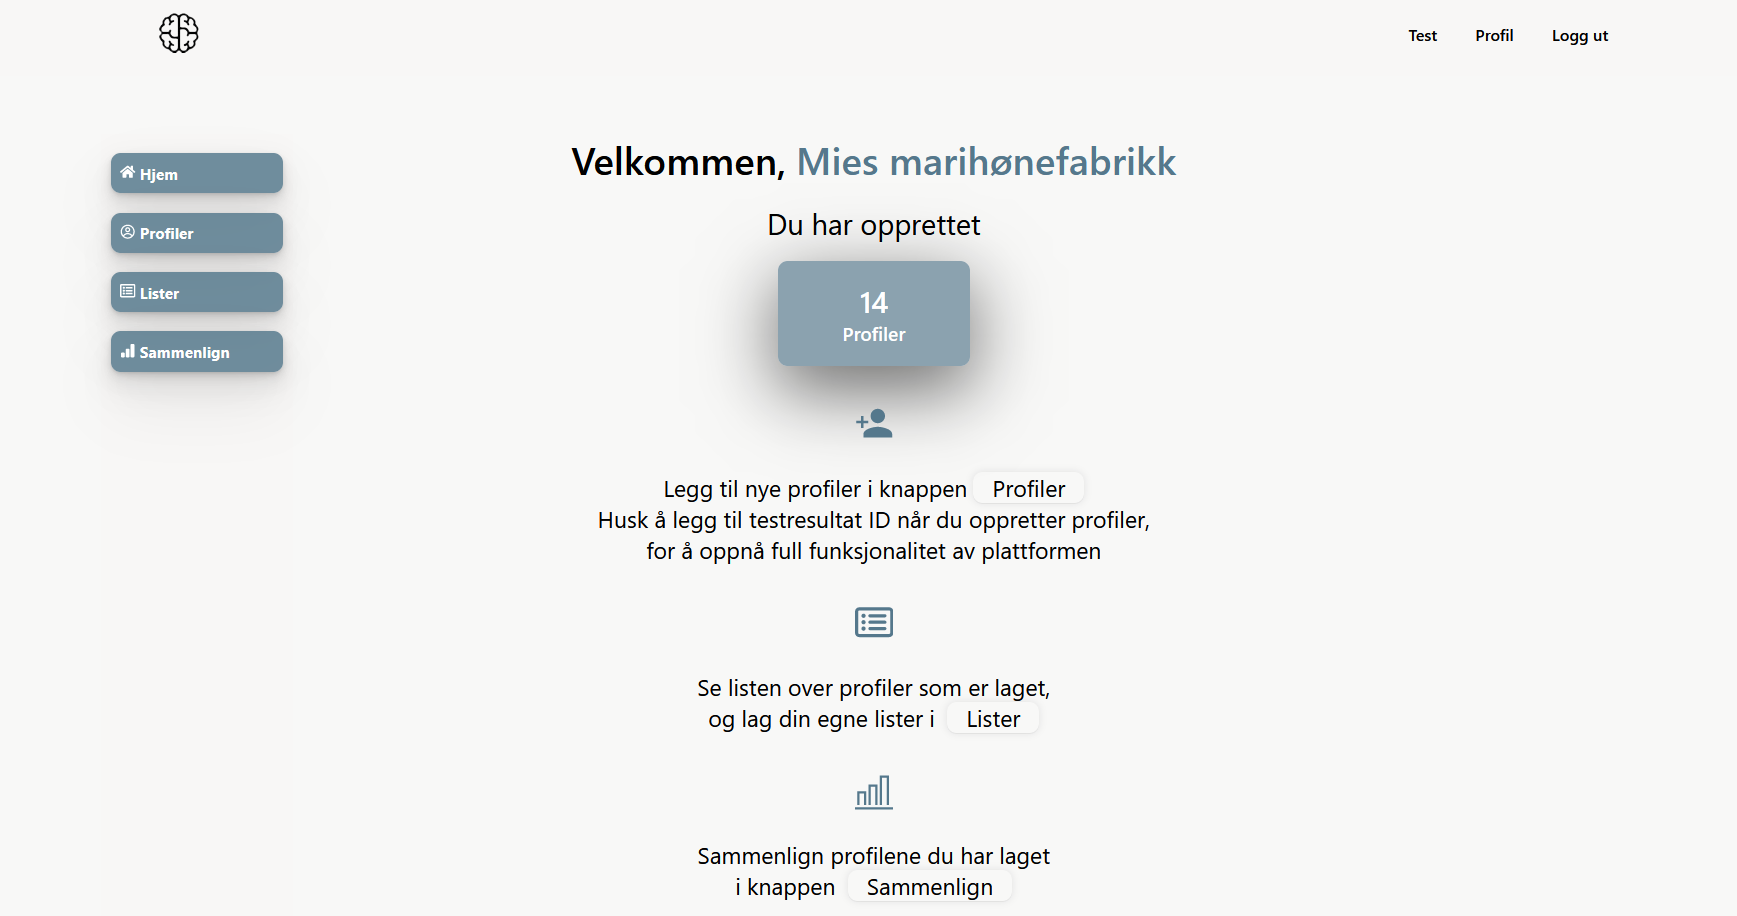 Test
Profil
Logg ut
Hjem
Profiler
Lister
Sammenlign
Velkommen, Mies marihønefabrikk
Du har opprettet
14
Profiler
Legg til nye profiler i knappen Profiler
Husk å legg til testresultat ID når du oppretter profiler,
for å oppnå full funksjonalitet av plattformen
Se listen over profiler som er laget,
og lag din egne lister i Lister
Sammenlign profilene du har laget
i knappen Sammenlign